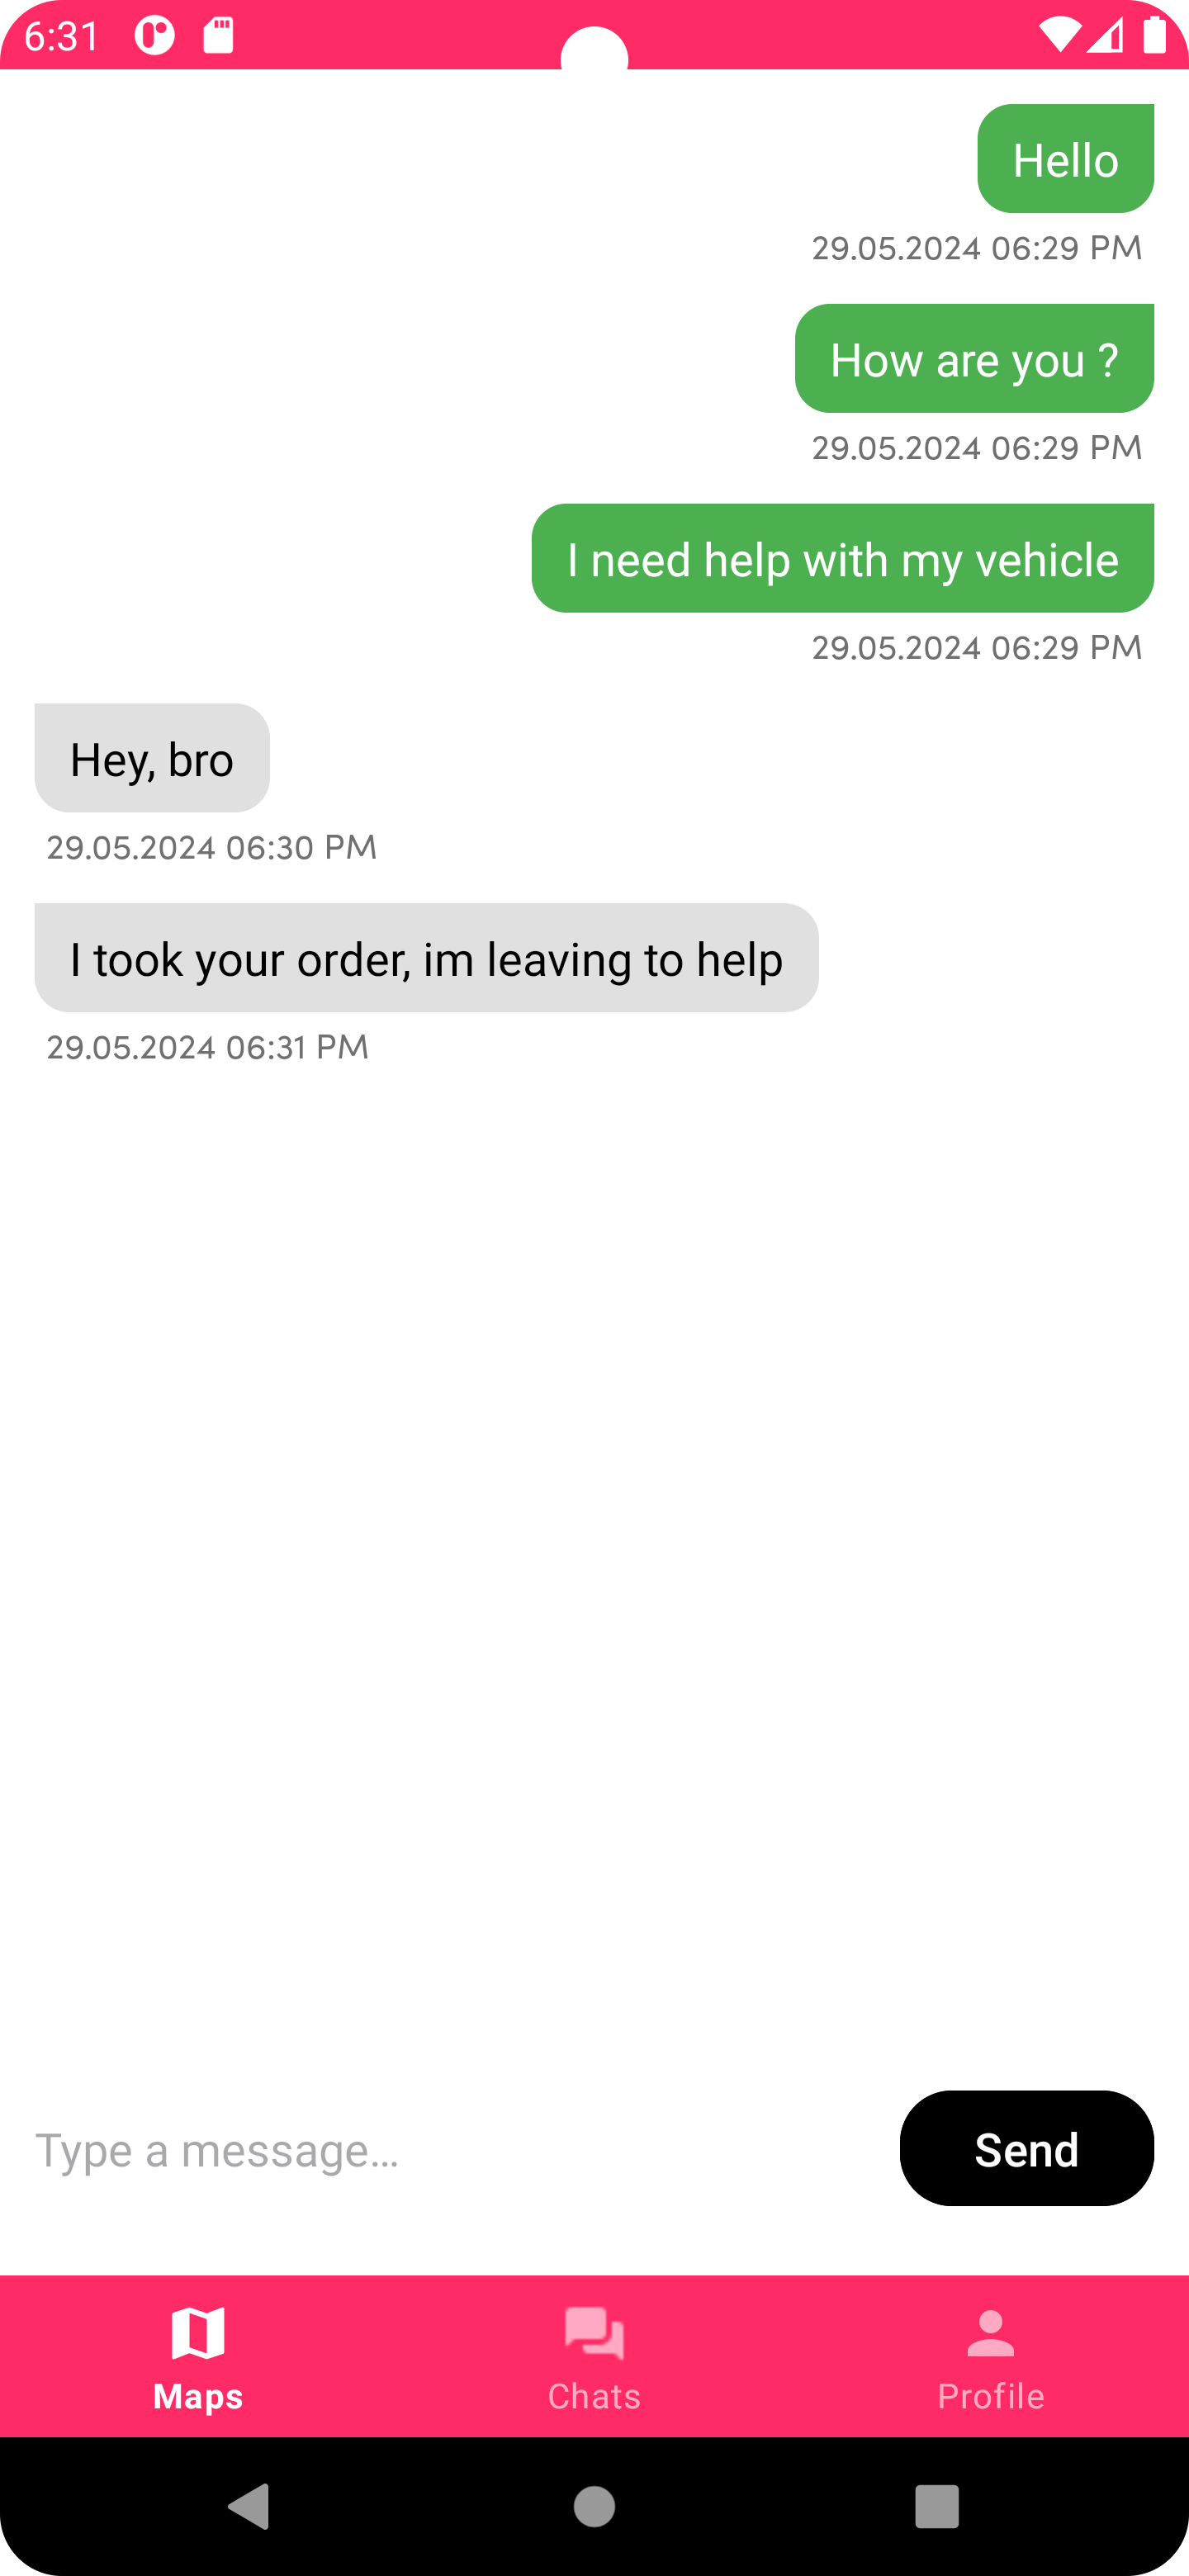 6:31
Hello
29.05.2024 06:29 PM
How are you ?
29.05.2024 06:29 PM
I need help with my vehicle
29.05.2024 06:29 PM
Hey, bro
29.05.2024 06:30 PM
I took your order, im leaving to help
29.05.2024 06:31 PM
Type a message...
Send
Maps
Chats
Profile